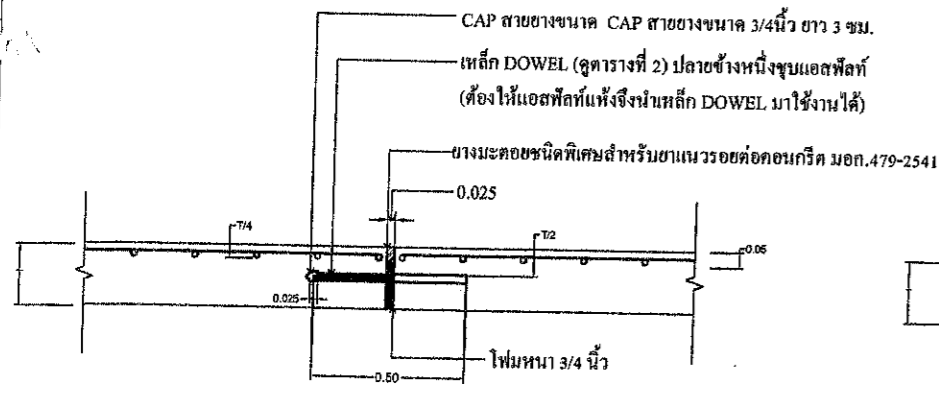 CAP สายยางขนาด CAP สายยางขนาด 3/4นิ้ว ยาว 3 ซม.
เหล็ก DOWEL (ดูตารางที่ 2) ปลายข้างหนึ่งชุบแอสฟัลท์
(ต้องให้แอสฟัลท์แห้งจึงนำเหล็ก DOWEL มาใช้งานได้)
ยางมะตอยชนิดพิเศษสำหรับยาแนวรอยต่อคอนกรีต มอก.479-2541
0.025
T/4
T/2
0.05
0.025
0.50
โฟมหนา 3/4 นิ้ว